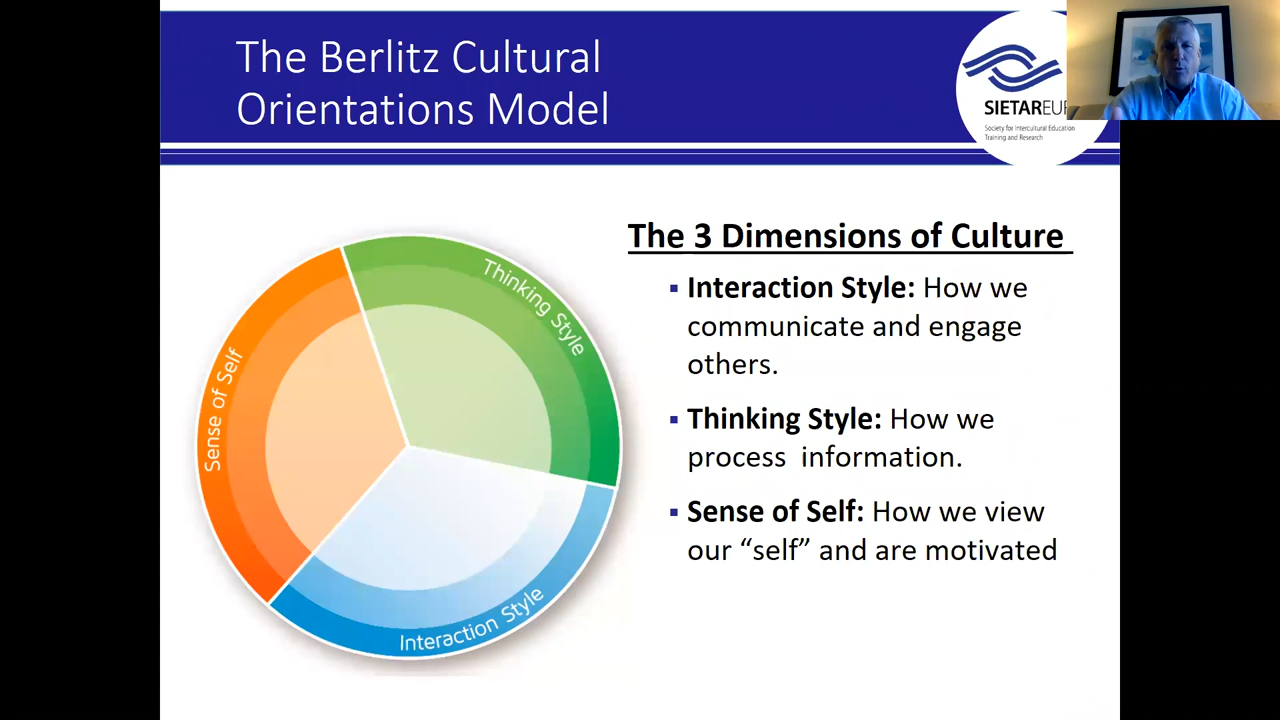 The Berlitz Cultural
Orientations Model
SIETAREU
Society for Intercultural Education
Training and Research
The 3 Dimensions of Culture
▪ Interaction Style: How we
communicate and engage
others.
▪ Thinking Style: How we
process information.
▪ Sense of Self: How we view
our “self” and are motivated
Thinking Style
Sense of Self
Interaction Style